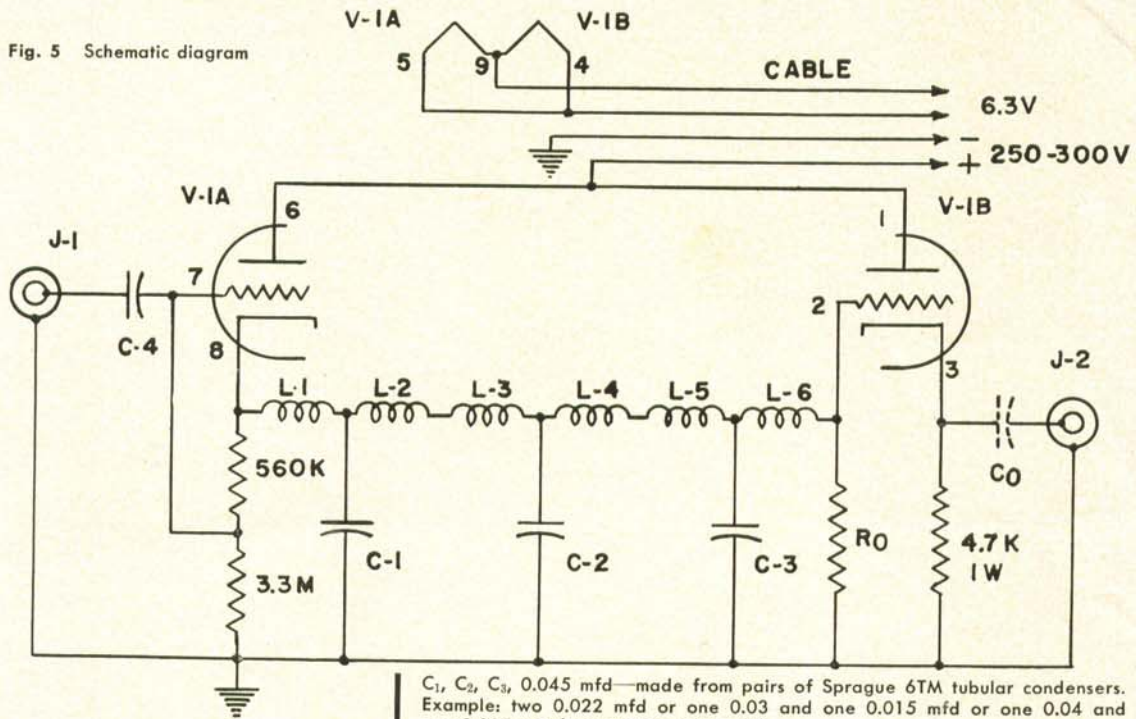 Fig. 5 Schematic diagram
V-1A
V-1B
5
9
4
CABLE
6.3V
−
+ 250-300V
V-1A
6
V-1B
1
J-1
7
2
C-4
8
3
J-2
L-1
L-2
L-3
L-4
L-5
L-6
560K
CO
C-1
C-2
C-3
RO
4.7K
1W
3.3M
C₁, C₂, C₃, 0.045 mfd—made from pairs of Sprague 6TM tubular condensers.
Example: two 0.022 mfd or one 0.03 and one 0.015 mfd or one 0.04 and